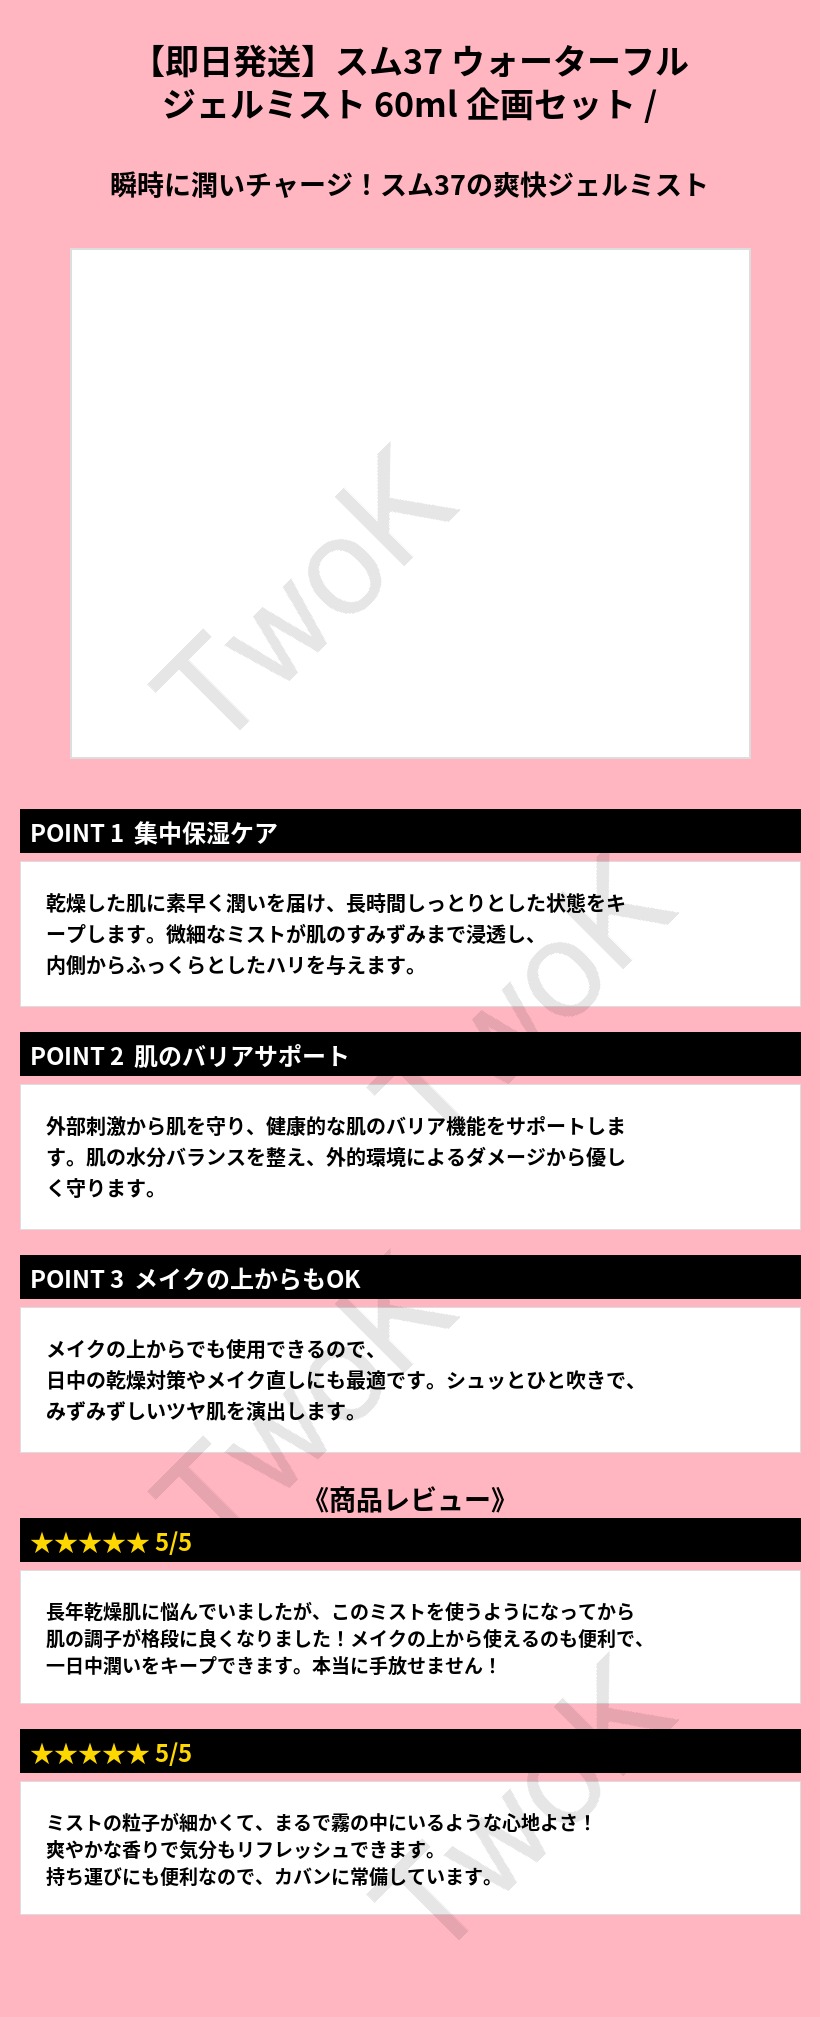 【即日発送】スム37 ウォーターフル
ジェルミスト 60ml 企画セット /
瞬時に潤いチャージ！スム37の爽快ジェルミスト
TwoK
POINT 1 集中保湿ケア
乾燥した肌に素早く潤いを届け、長時間しっとりとした状態をキ
ープします。微細なミストが肌のすみずみまで浸透し、
内側からふっくらとしたハリを与えます。
TwoK
POINT 2 肌のバリアサポート
外部刺激から肌を守り、健康的な肌のバリア機能をサポートしま
す。肌の水分バランスを整え、外的環境によるダメージから優し
く守ります。
POINT 3 メイクの上からもOK
メイクの上からでも使用できるので、
日中の乾燥対策やメイク直しにも最適です。シュッとひと吹きで、
みずみずしいツヤ肌を演出します。
TwoK
《商品レビュー》
★★★★★ 5/5
長年乾燥肌に悩んでいましたが、このミストを使うようになってから
肌の調子が格段に良くなりました！メイクの上から使えるのも便利で、
一日中潤いをキープできます。本当に手放せません！
★★★★★ 5/5
ミストの粒子が細かくて、まるで霧の中にいるような心地よさ！
爽やかな香りで気分もリフレッシュできます。
持ち運びにも便利なので、カバンに常備しています。
TwoK